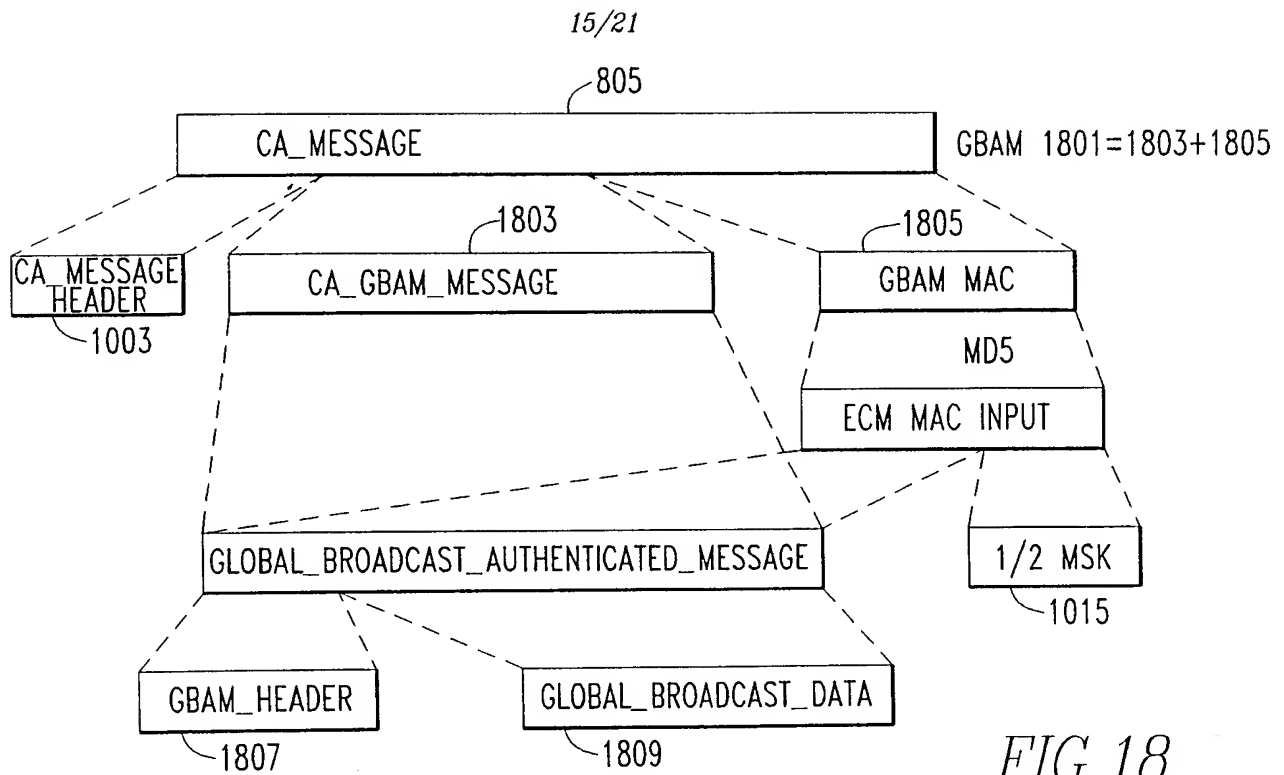 15/21
805
CA_MESSAGE
GBAM 1801=1803+1805
1803
1805
CA_MESSAGE
HEADER
CA_GBAM_MESSAGE
GBAM MAC
1003
MD5
ECM MAC INPUT
GLOBAL_BROADCAST_AUTHENTICATED_MESSAGE
1/2 MSK
1015
GBAM_HEADER
GLOBAL_BROADCAST_DATA
1807
1809
FIG 18